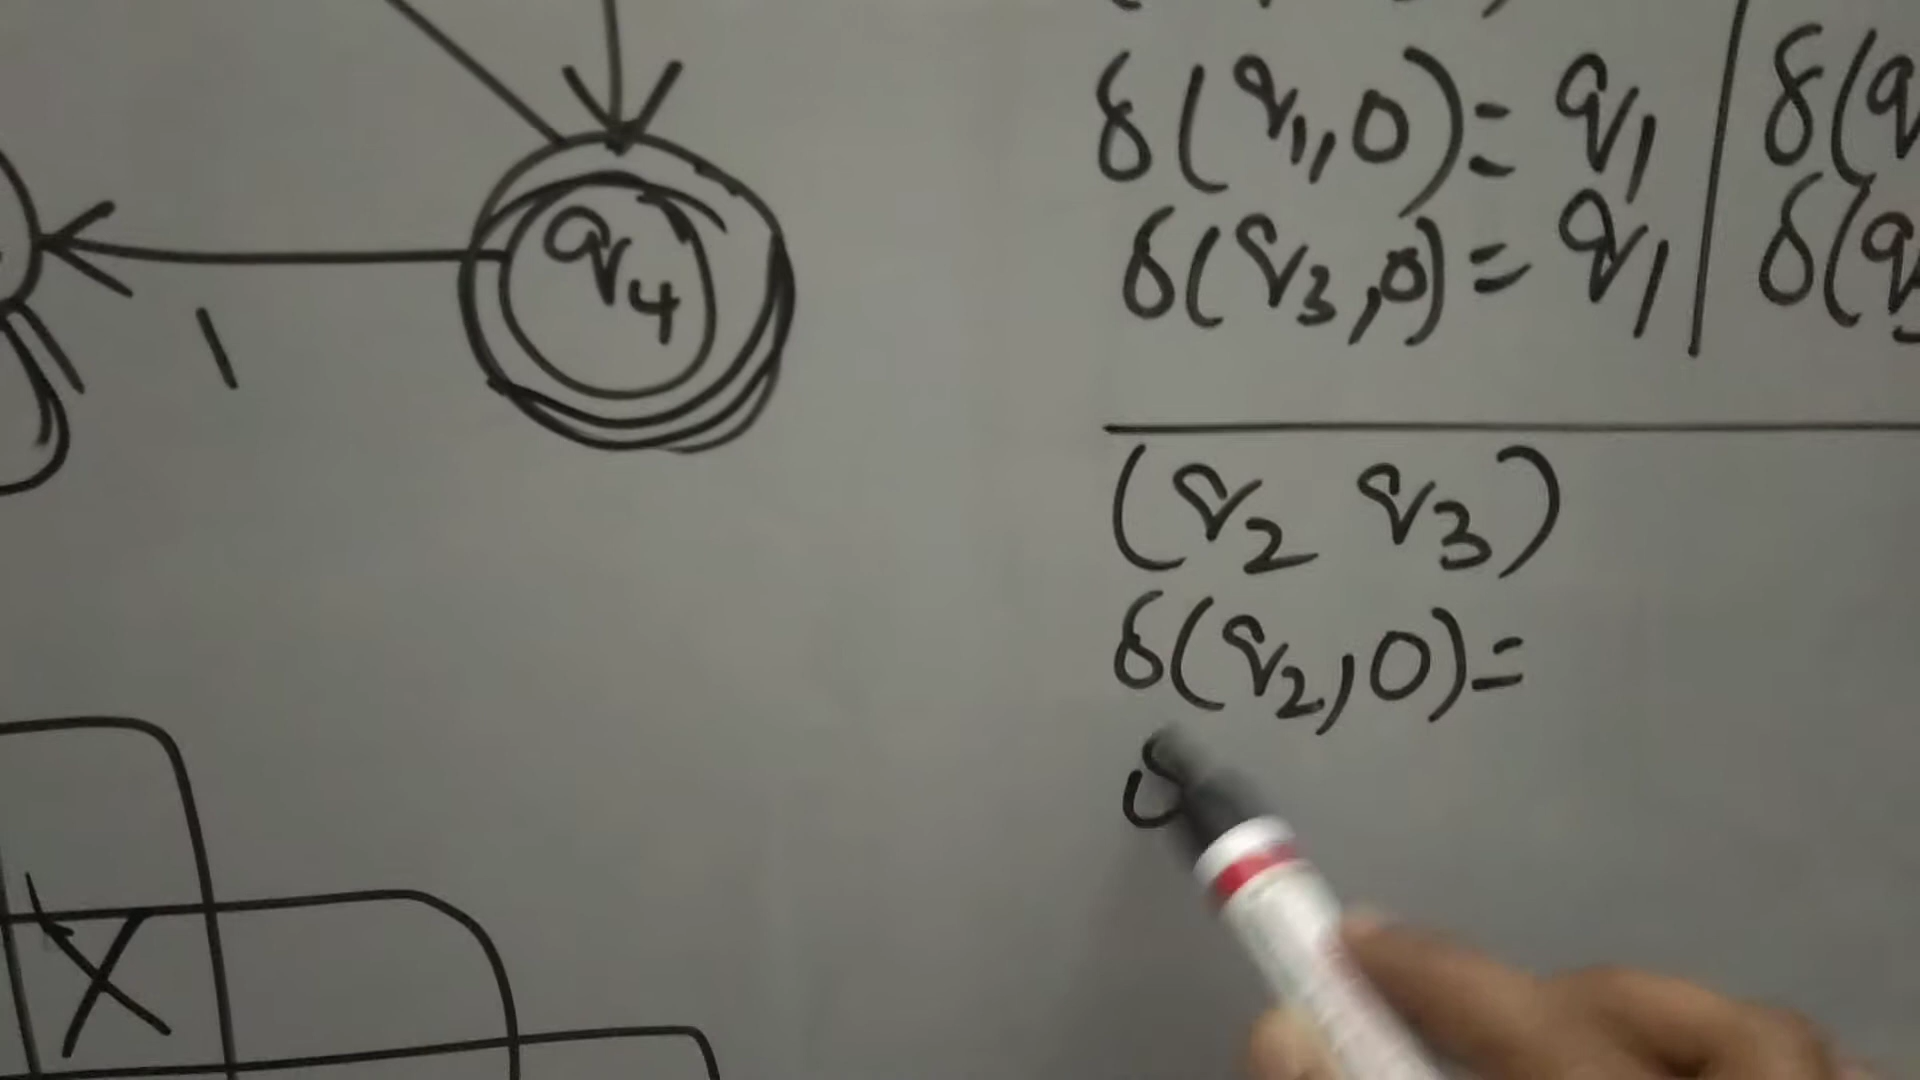 q4
1
δ(q1,0)= q1 | δ(q
δ(q3,0)= q1 | δ(q
(q2 q3)
δ(q2,0)=
δ
X